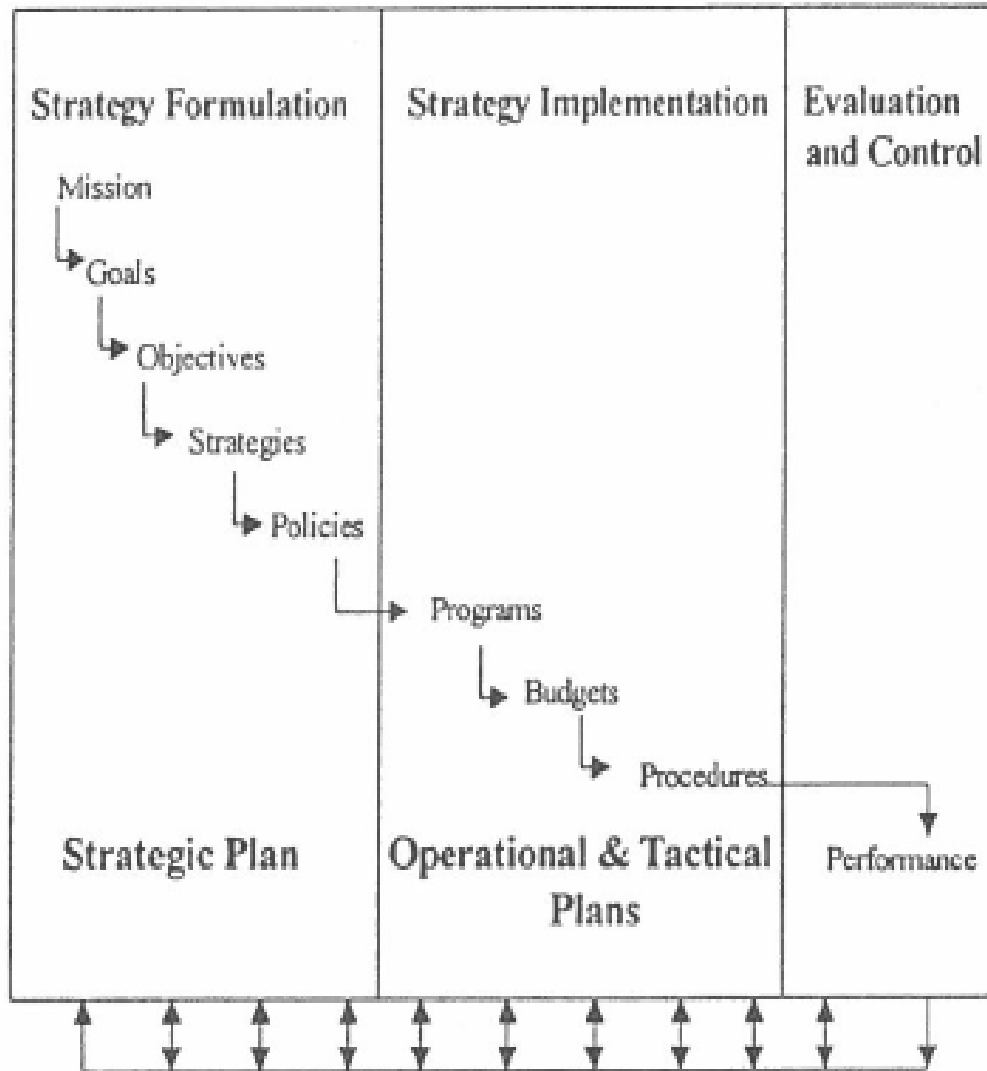 Strategy Formulation
Mission
Goals
Objectives
Strategies
Policies
Strategic Plan
Strategy Implementation
Programs
Budgets
Procedures
Operational & Tactical
Plans
Evaluation
and Control
Performance